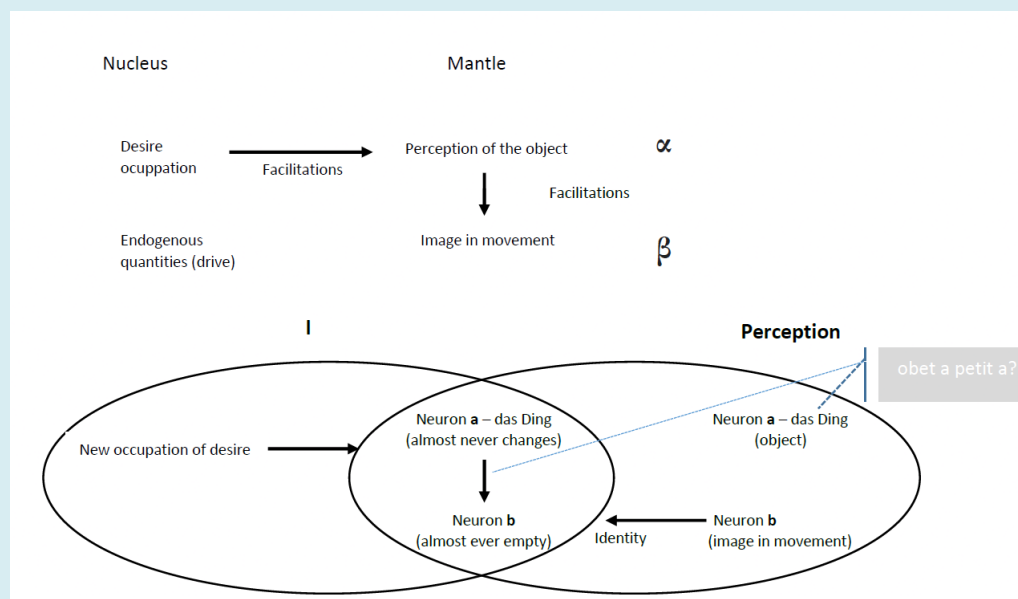 Nucleus
Mantle
Desire
ocuppation
Facilitations
Perception of the object
α
Facilitations
Endogenous
quantities (drive)
Image in movement
β
I
Perception
obet a petit a?
New occupation of desire
Neuron a – das Ding
(almost never changes)
Neuron a – das Ding
(object)
Neuron b
(almost ever empty)
Identity
Neuron b
(image in movement)